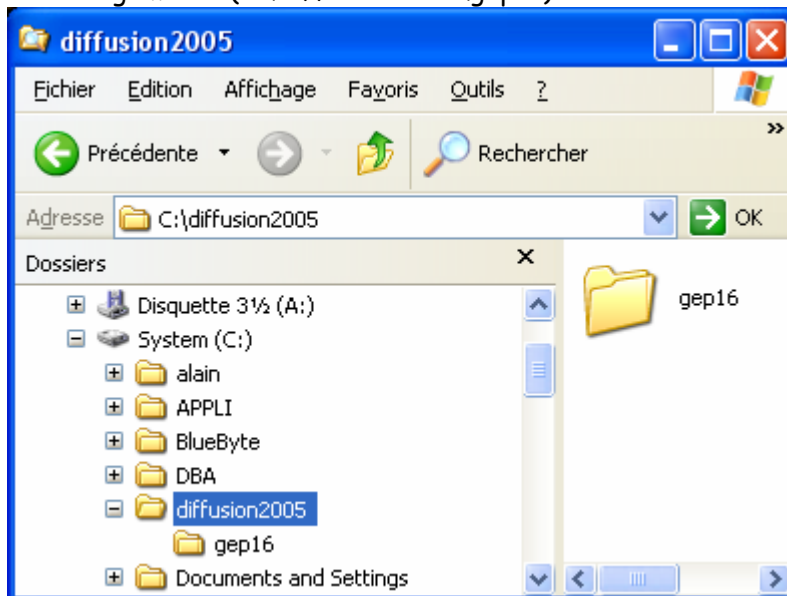 diffusion2005
Fichier Edition Affichage Favoris Outils ?
Précédente Rechercher »
Adresse C:\diffusion2005 OK
Dossiers
Disquette 3½ (A:)
System (C:)
alain
APPLI
BlueByte
DBA
diffusion2005
gep16
Documents and Settings
gep16